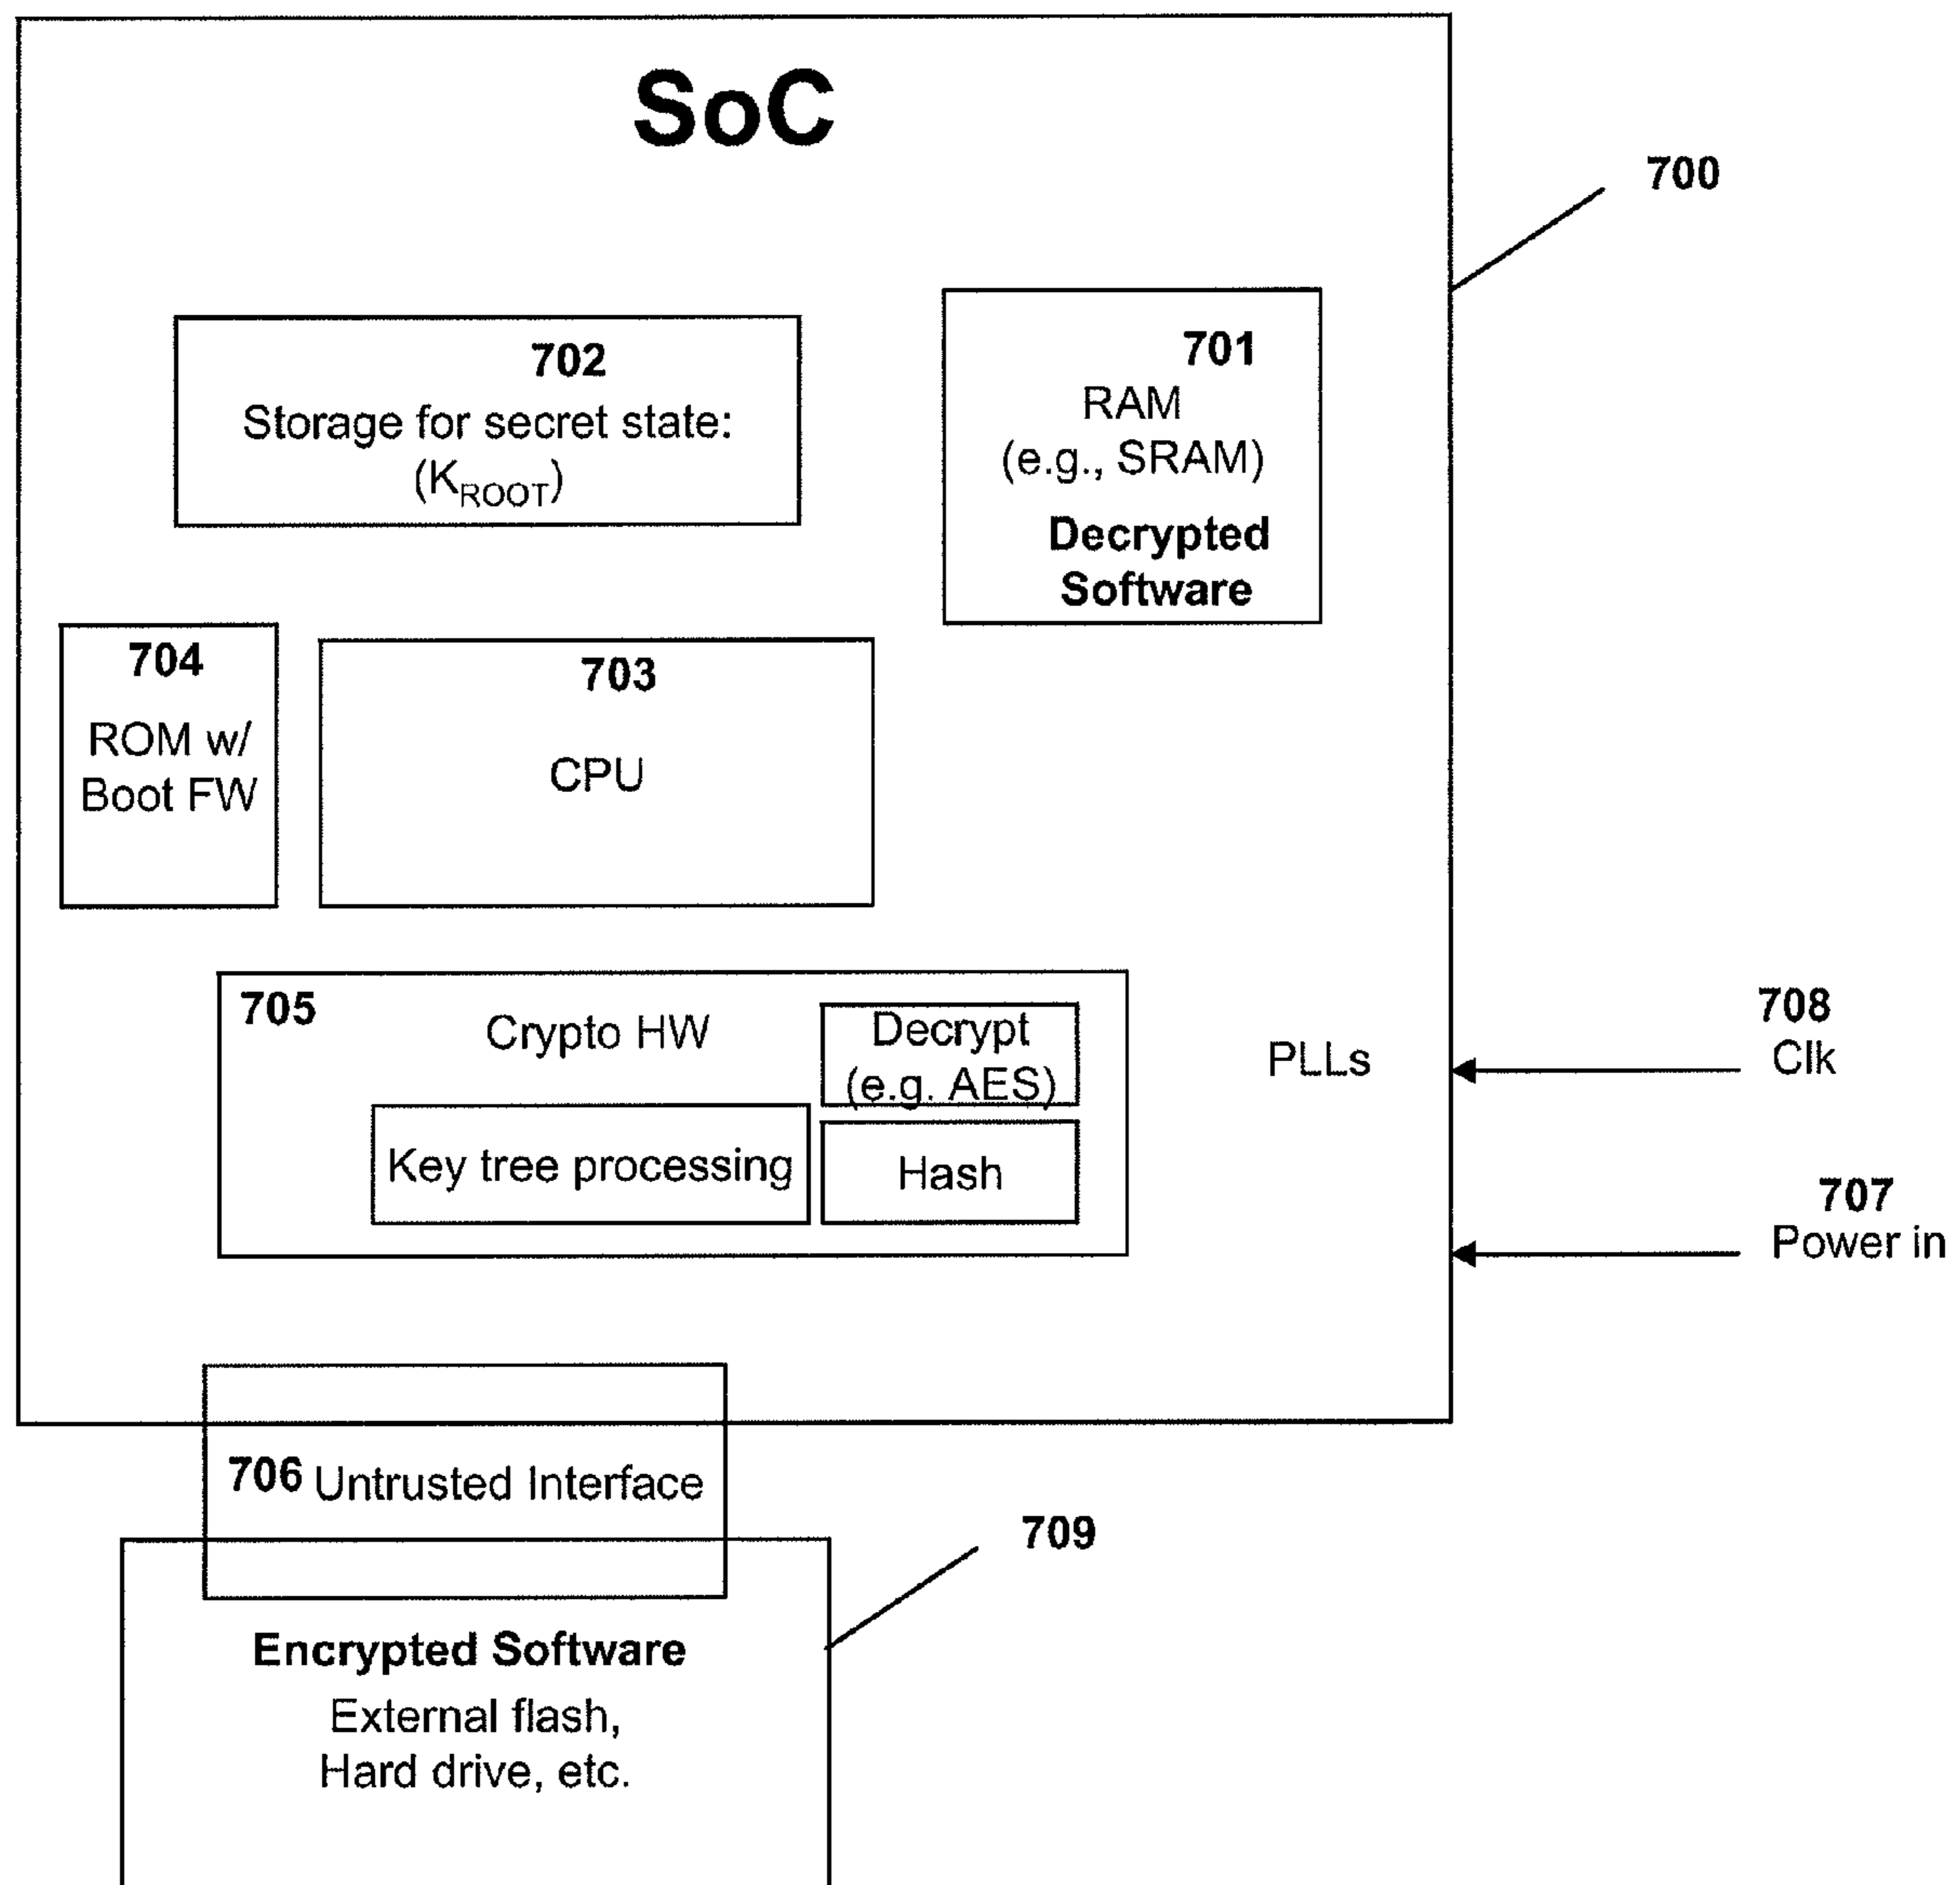 SoC
700
702
Storage for secret state:
(K_ROOT)
701
RAM
(e.g., SRAM)
Decrypted
Software
704
ROM w/
Boot FW
703
CPU
705
Crypto HW
Decrypt
(e.g. AES)
Key tree processing
Hash
PLLs
708
Clk
707
Power in
706 Untrusted Interface
709
Encrypted Software
External flash,
Hard drive, etc.